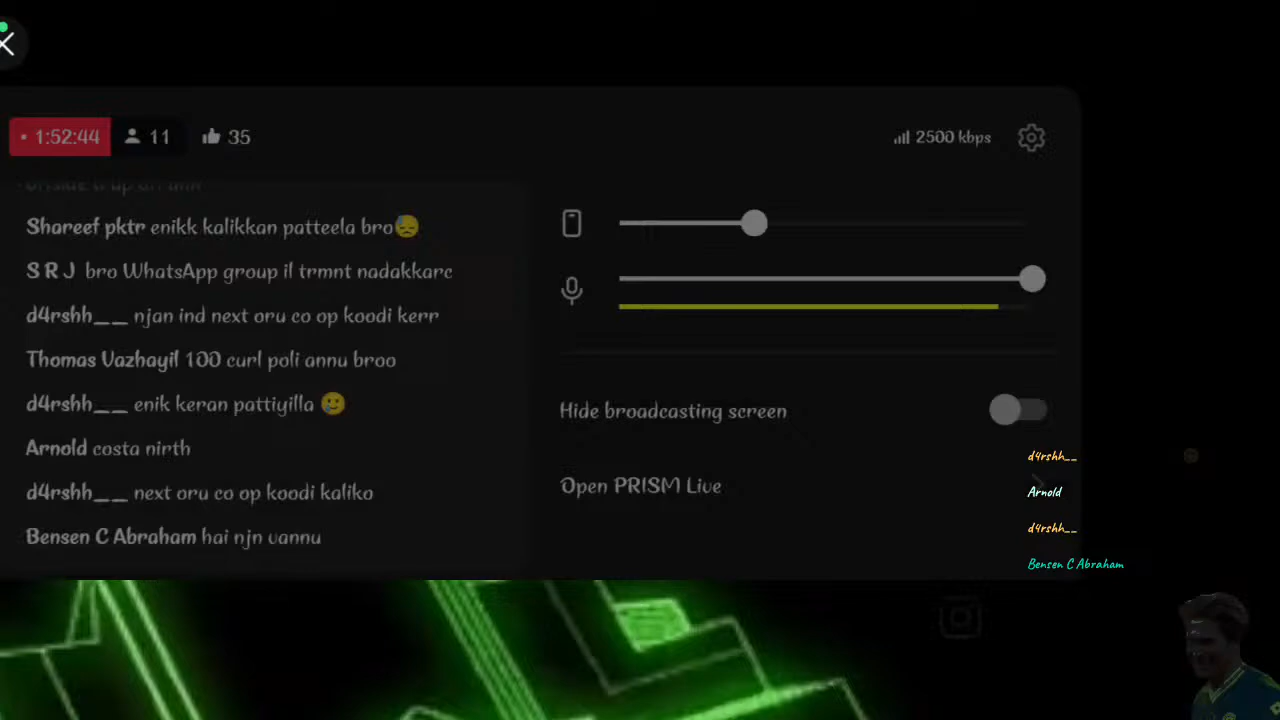 1:52:44 11 35
2500 kbps
Shareef pktr enikk kalikkan patteela bro😓
S R J bro WhatsApp group il trmnt nadakkarc
d4rshh__ njan ind next oru co op koodi kerr
Thomas Vazhayil 100 curl poli annu broo
d4rshh__ enik keran pattiyilla 🥲
Arnold costa nirth
d4rshh__ next oru co op koodi kaliko
Bensen C Abraham hai njn vannu
Hide broadcasting screen
Open PRISM Live
d4rshh__
Arnold
d4rshh__
Bensen C Abraham